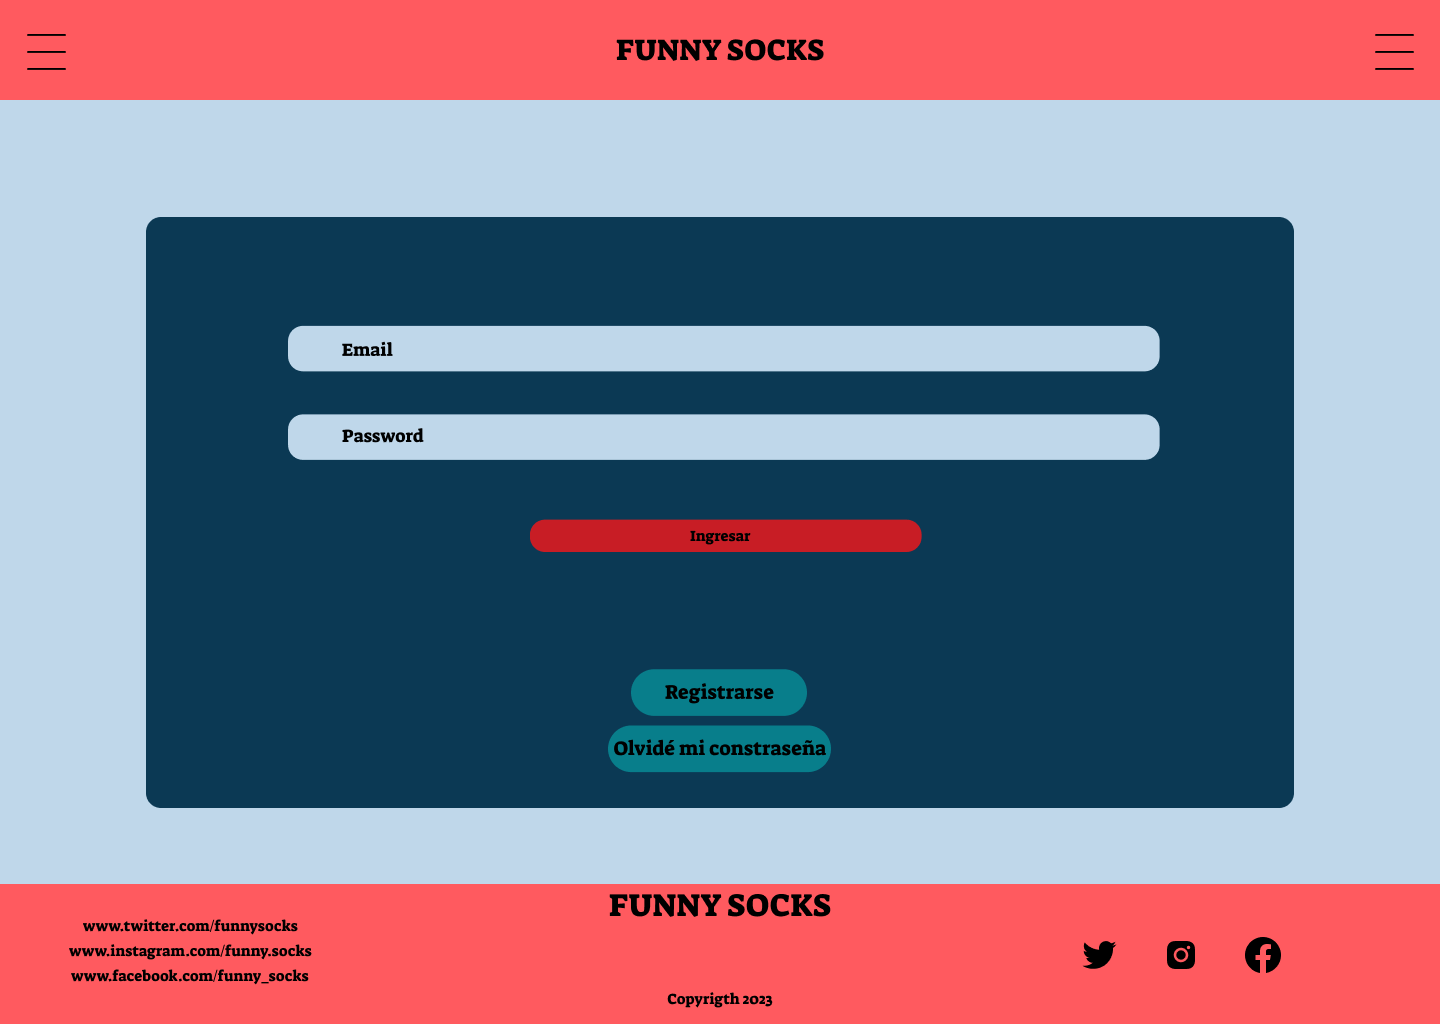 FUNNY SOCKS
Email
Password
Ingresar
Registrarse
Olvidé mi constraseña
FUNNY SOCKS
www.twitter.com/funnysocks
www.instagram.com/funny.socks
www.facebook.com/funny_socks
Copyrigth 2023